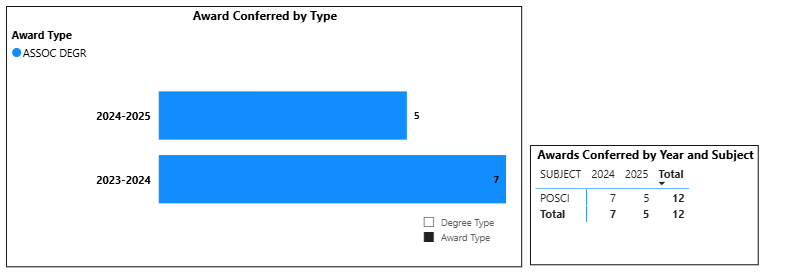 Award Conferred by Type
Award Type
ASSOC DEGR
2024-2025 5
2023-2024 7
Degree Type
Award Type
Awards Conferred by Year and Subject
SUBJECT 2024 2025 Total
POSCI 7 5 12
Total 7 5 12